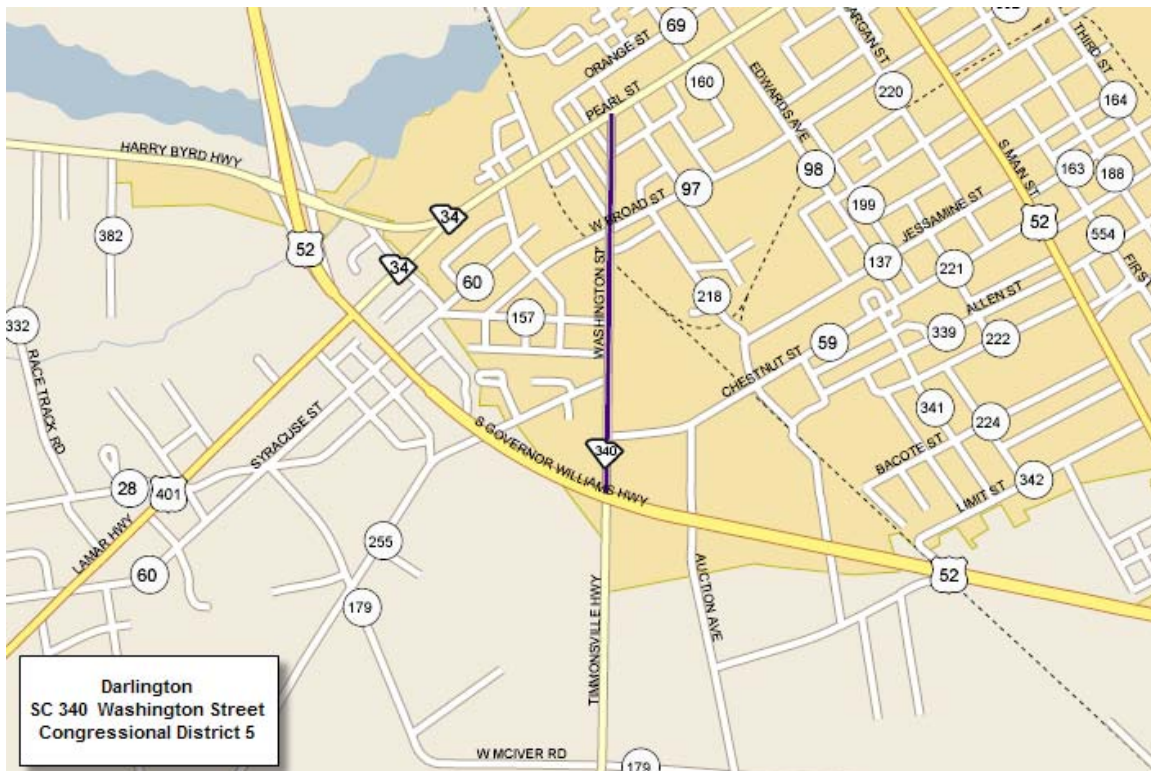 ORANGE ST
69
160
PEARL ST
EDWARDS AVE
220
THIRD ST
164
HARRY BYRD HWY
34
52
382
34
60
W BROAD ST
97
98
199
JESSAMINE ST
S MAIN ST
52
163
188
554
137
221
218
WASHINGTON ST
157
332
RACE TRACK RD
59
CHESTNUT ST
339
ALLEN ST
222
341
224
BACOTE ST
LIMIT ST
342
340
S GOVERNOR WILLIAMS HWY
SYRACUSE ST
28
401
LAMAR HWY
60
255
179
52
AUCTION AVE
TIMMONSVILLE HWY
W MCIVER RD
179
Darlington
SC 340 Washington Street
Congressional District 5